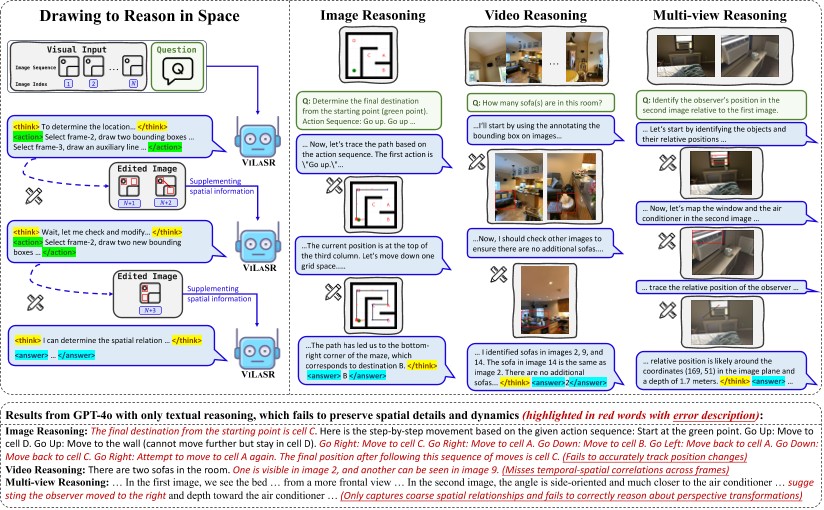 Drawing to Reason in Space
Visual Input
Question
Image Sequence
...
Image Index
1
2
N
Q
<think> To determine the location... </think>
<action> Select frame-2, draw two bounding boxes ...
Select frame-3, draw an auxiliary line ... </action>
VILASR
Edited Image
N+1
N+2
Supplementing
spatial information
<think> Wait, let me check and modify... </think>
<action> Select frame-2, draw two new bounding
boxes ... </action>
VILASR
Edited Image
N+3
Supplementing
spatial information
<think> I can determine the spatial relation ... </think>
<answer> ... </answer>
VILASR
Image Reasoning
Q: Determine the final destination
from the starting point (green point).
Action Sequence: Go up. Go up ...
... Now, let's trace the path based on
the action sequence. The first action is
\"Go up.\"...
...The current position is at the top of
the third column. Let's move down one
grid space.....
...The path has led us to the bottom-
right corner of the maze, which
corresponds to destination B. </think>
<answer> B </answer>
Video Reasoning
...
Q: How many sofa(s) are in this room?
...I'll start by using the annotating the
bounding box on images...
...Now, I should check other images to
ensure there are no additional sofas....
... I identified sofas in images 2, 9, and
14. The sofa in image 14 is the same as
image 2. There are no additional
sofas... </think> <answer>2</answer>
Multi-view Reasoning
Q: Identify the observer's position in the
second image relative to the first image.
... Let's start by identifying the objects and
their relative positions ...
... Now, let's map the window and the air
conditioner in the second image ...
... trace the relative position of the observer ...
... relative position is likely around the
coordinates (169, 51) in the image plane and
a depth of 1.7 meters. </think> <answer> ...
Results from GPT-4o with only textual reasoning, which fails to preserve spatial details and dynamics (highlighted in red words with error description):
Image Reasoning: The final destination from the starting point is cell C. Here is the step-by-step movement based on the given action sequence: Start at the green point. Go Up: Move to
cell D. Go Up: Move to the wall (cannot move further but stay in cell D). Go Right: Move to cell C. Go Right: Move to cell A. Go Down: Move to cell B. Go Left: Move back to cell A. Go Down:
Move back to cell C. Go Right: Attempt to move to cell A again. The final position after following this sequence of moves is cell C. (Fails to accurately track position changes)
Video Reasoning: There are two sofas in the room. One is visible in image 2, and another can be seen in image 9. (Misses temporal-spatial correlations across frames)
Multi-view Reasoning: ... In the first image, we see the bed ... from a more frontal view ... In the second image, the angle is side-oriented and much closer to the air conditioner ... sugge
sting the observer moved to the right and depth toward the air conditioner ... (Only captures coarse spatial relationships and fails to correctly reason about perspective transformations)